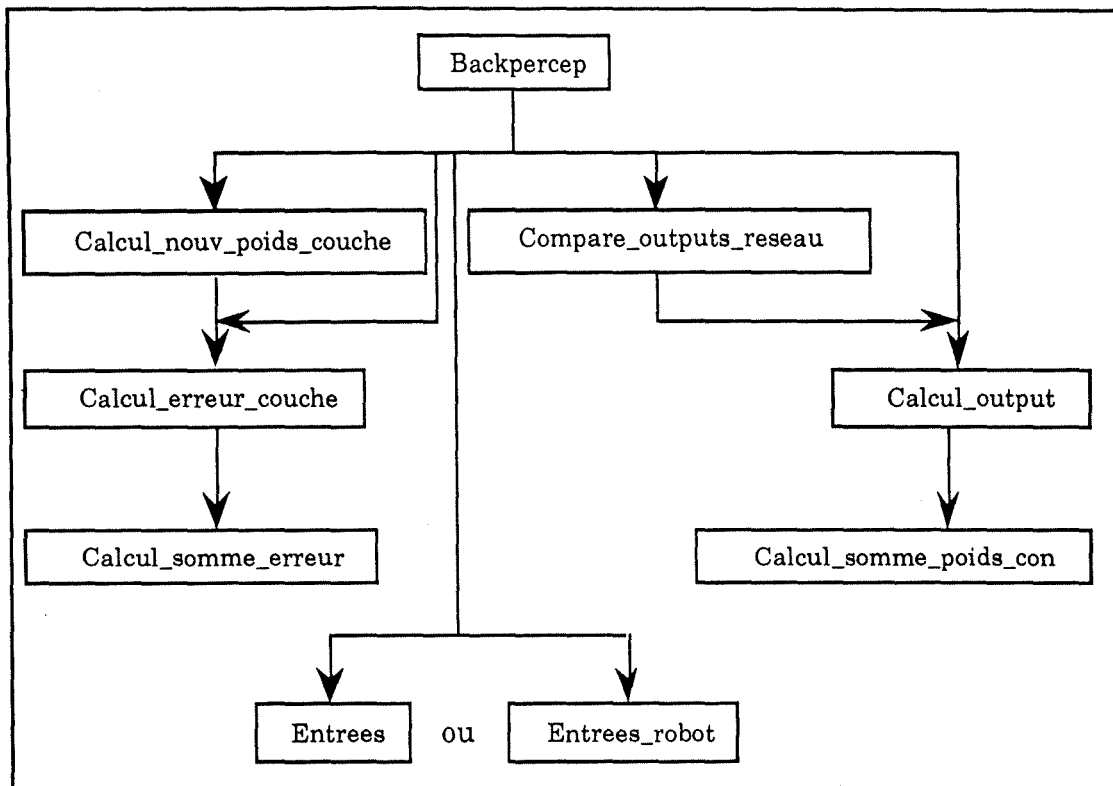 Backpercep
Calcul_nouv_poids_couche
Compare_outputs_reseau
Calcul_erreur_couche
Calcul_output
Calcul_somme_erreur
Calcul_somme_poids_con
Entrees
ou
Entrees_robot